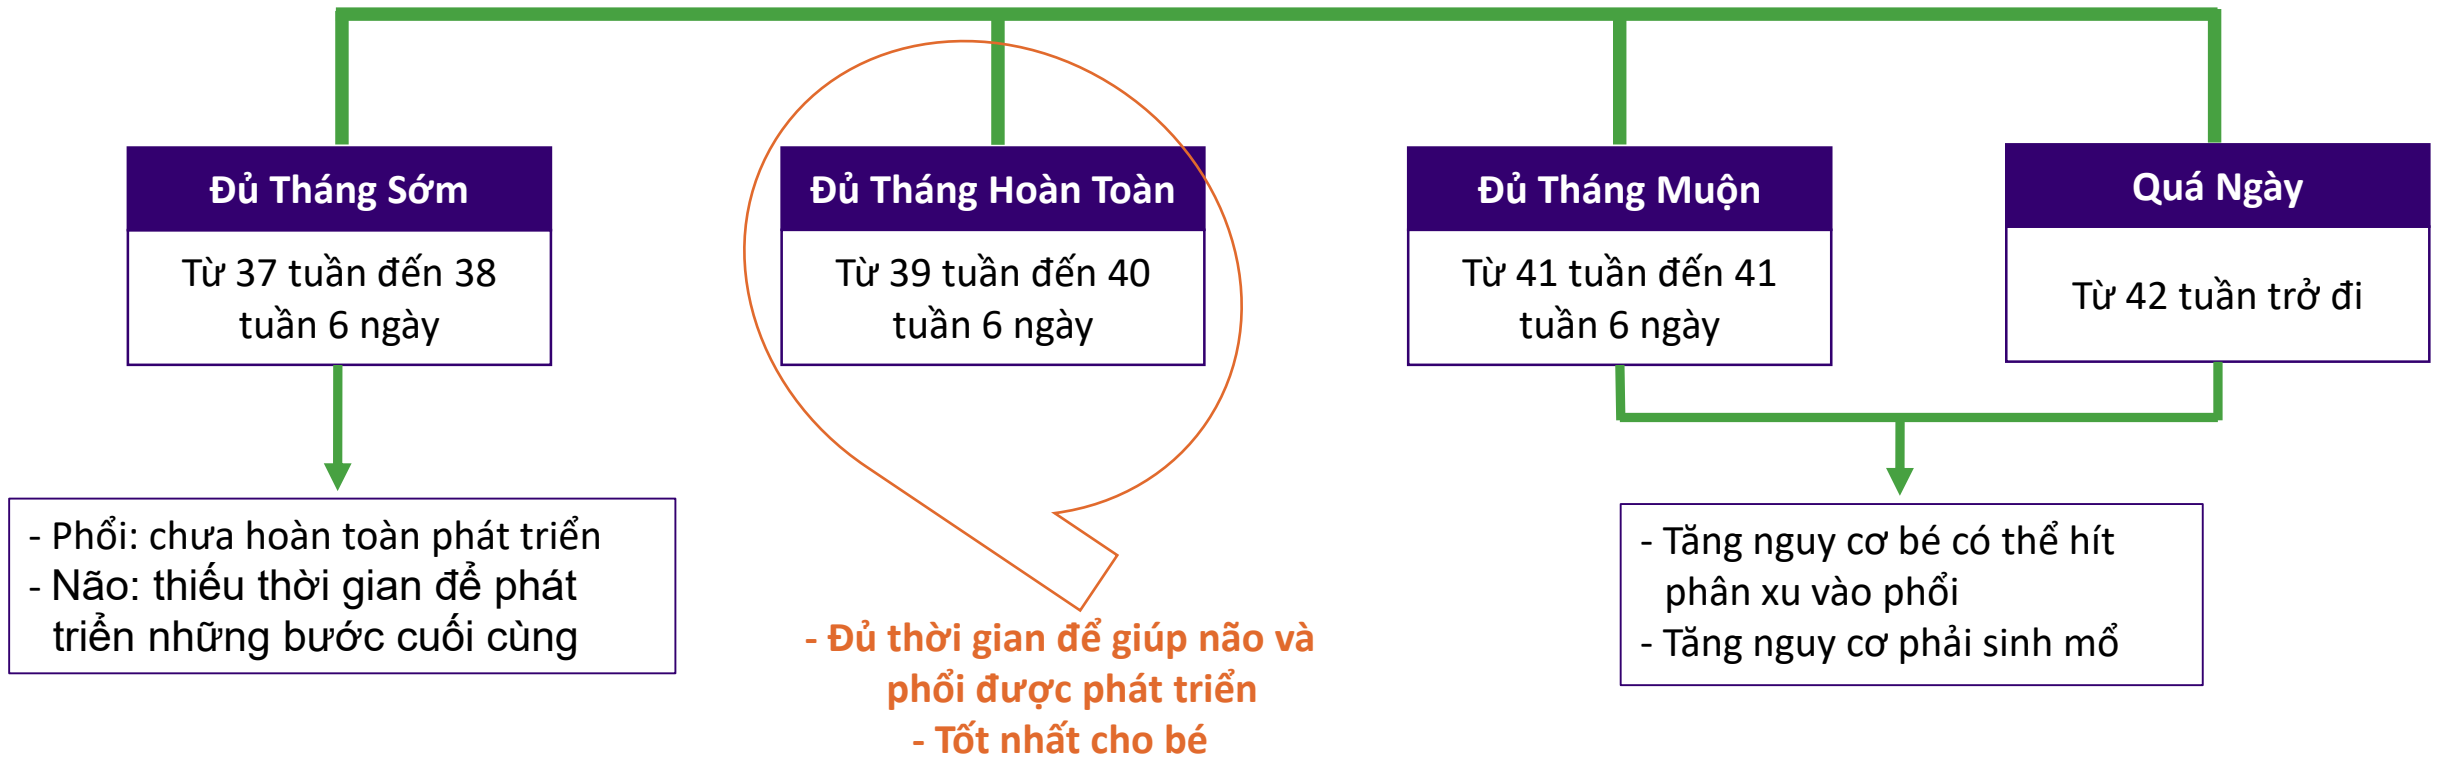 Đủ Tháng Sớm
Từ 37 tuần đến 38
tuần 6 ngày
- Phổi: chưa hoàn toàn phát triển
- Não: thiếu thời gian để phát
triển những bước cuối cùng
Đủ Tháng Hoàn Toàn
Từ 39 tuần đến 40
tuần 6 ngày
- Đủ thời gian để giúp não và
phổi được phát triển
- Tốt nhất cho bé
Đủ Tháng Muộn
Từ 41 tuần đến 41
tuần 6 ngày
Quá Ngày
Từ 42 tuần trở đi
- Tăng nguy cơ bé có thể hít
phân xu vào phổi
- Tăng nguy cơ phải sinh mổ